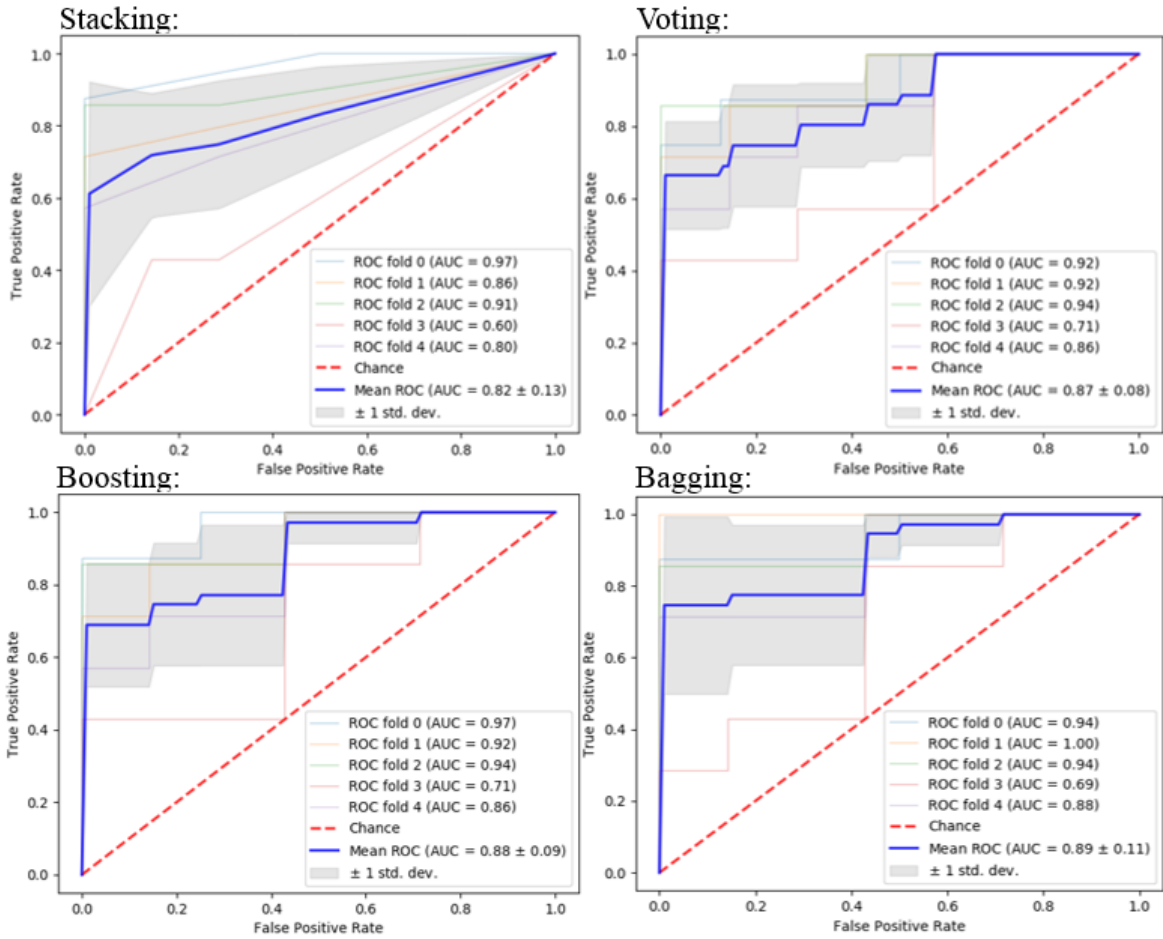 Stacking:
1.0
0.8
0.6
0.4
0.2
0.0
True Positive Rate
ROC fold 0 (AUC = 0.97)
ROC fold 1 (AUC = 0.86)
ROC fold 2 (AUC = 0.91)
ROC fold 3 (AUC = 0.60)
ROC fold 4 (AUC = 0.80)
Chance
Mean ROC (AUC = 0.82 ± 0.13)
± 1 std. dev.
0.0 0.2 0.4 0.6 0.8 1.0
False Positive Rate
Voting:
1.0
0.8
0.6
0.4
0.2
0.0
True Positive Rate
ROC fold 0 (AUC = 0.92)
ROC fold 1 (AUC = 0.92)
ROC fold 2 (AUC = 0.94)
ROC fold 3 (AUC = 0.71)
ROC fold 4 (AUC = 0.86)
Chance
Mean ROC (AUC = 0.87 ± 0.08)
± 1 std. dev.
0.0 0.2 0.4 0.6 0.8 1.0
False Positive Rate
Boosting:
1.0
0.8
0.6
0.4
0.2
0.0
True Positive Rate
ROC fold 0 (AUC = 0.97)
ROC fold 1 (AUC = 0.92)
ROC fold 2 (AUC = 0.94)
ROC fold 3 (AUC = 0.71)
ROC fold 4 (AUC = 0.86)
Chance
Mean ROC (AUC = 0.88 ± 0.09)
± 1 std. dev.
0.0 0.2 0.4 0.6 0.8 1.0
False Positive Rate
Bagging:
1.0
0.8
0.6
0.4
0.2
0.0
True Positive Rate
ROC fold 0 (AUC = 0.94)
ROC fold 1 (AUC = 1.00)
ROC fold 2 (AUC = 0.94)
ROC fold 3 (AUC = 0.69)
ROC fold 4 (AUC = 0.88)
Chance
Mean ROC (AUC = 0.89 ± 0.11)
± 1 std. dev.
0.0 0.2 0.4 0.6 0.8 1.0
False Positive Rate